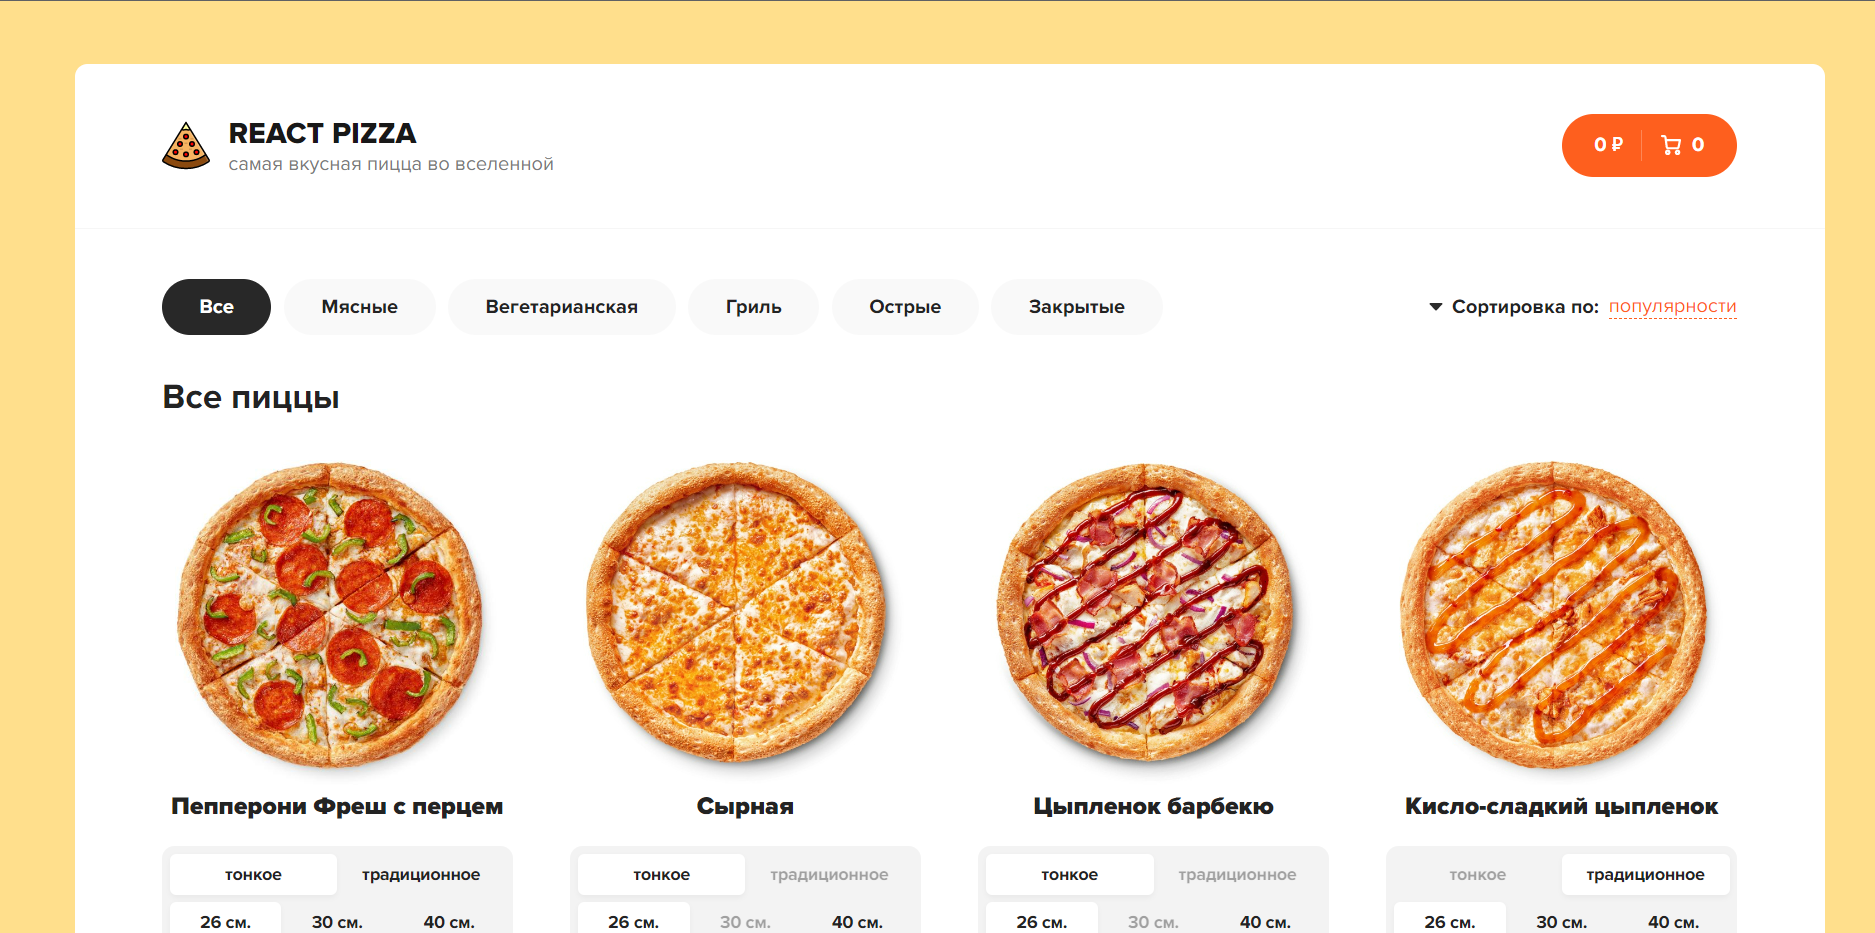 REACT PIZZA
самая вкусная пицца во вселенной
0 ₽ 0
Все Мясные Вегетарианская Гриль Острые Закрытые Сортировка по: популярности
Все пиццы
Пепперони Фреш с перцем Сырная Цыпленок барбекю Кисло-сладкий цыпленок
тонкое традиционное тонкое традиционное тонкое традиционное тонкое традиционное
26 см. 30 см. 40 см. 26 см. 30 см. 40 см. 26 см. 30 см. 40 см. 26 см. 30 см. 40 см.